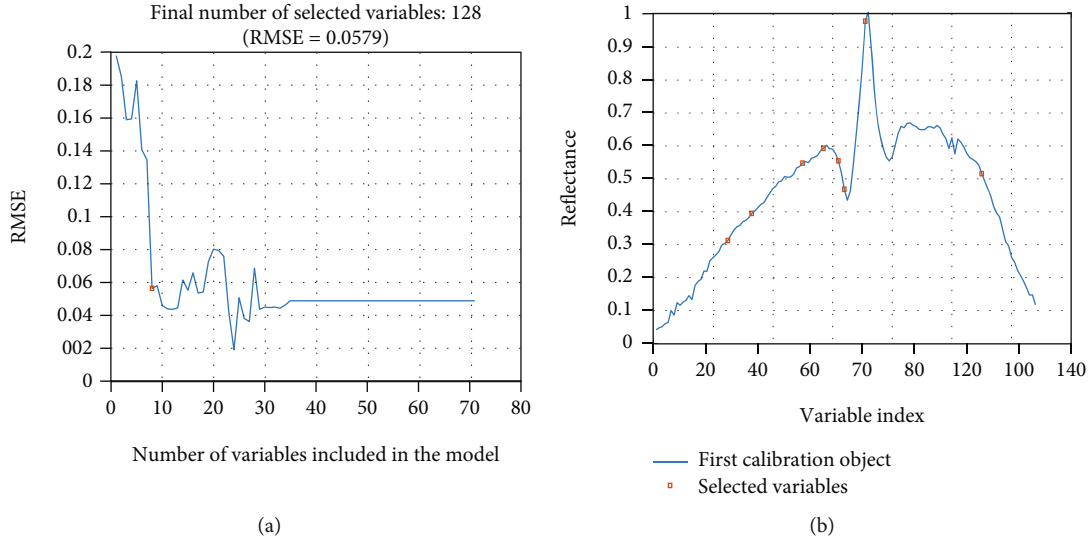 Final number of selected variables: 128
(RMSE = 0.0579)
RMSE
0.2
0.18
0.16
0.14
0.12
0.1
0.08
0.06
0.04
002
0
0 10 20 30 40 50 60 70 80
Number of variables included in the model
(a)
Reflectance
1
0.9
0.8
0.7
0.6
0.5
0.4
0.3
0.2
0.1
0
0 20 40 60 80 120 100 140
Variable index
First calibration object
Selected variables
(b)